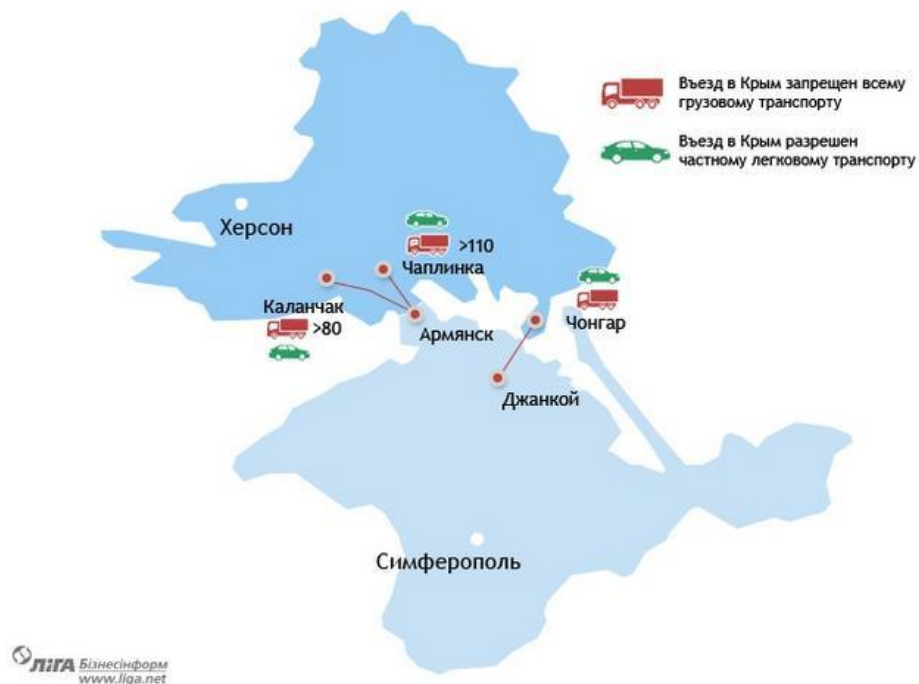 Въезд в Крым запрещен всему
грузовому транспорту
Въезд в Крым разрешен
частному легковому транспорту
Херсон
>110
Чаплинка
Каланчак
>80
Армянск
Чонгар
Джанкой
Симферополь
ЛІГА Бізнесінформ
www.liga.net